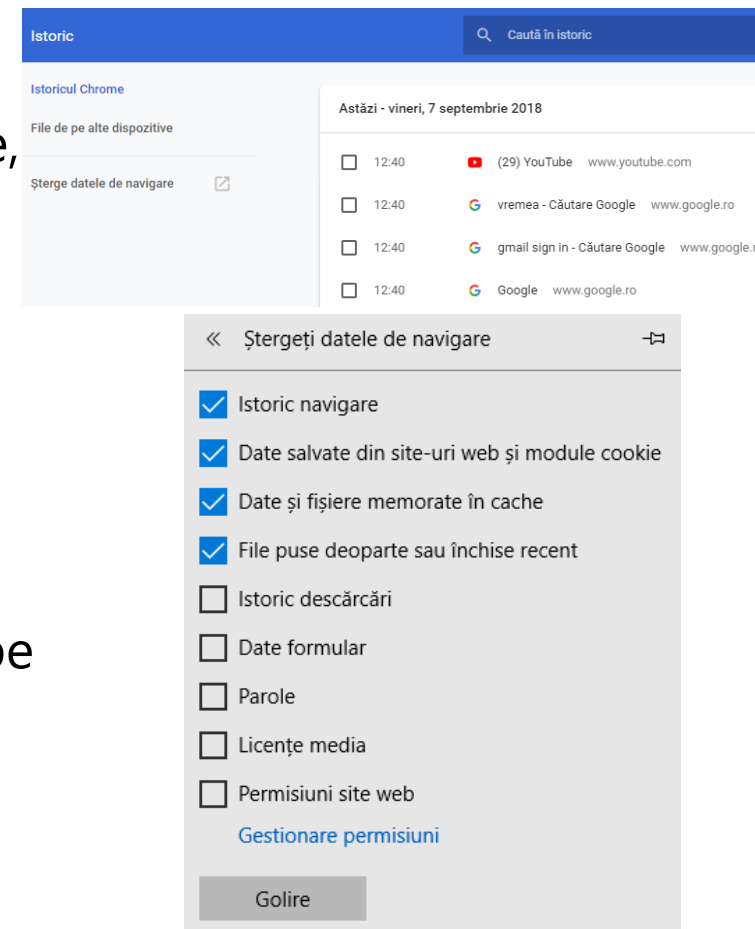 Istoric
Caută în istoric
Istoricul Chrome
File de pe alte dispozitive
Șterge datele de navigare
Astăzi - vineri, 7 septembrie 2018
12:40 (29) YouTube www.youtube.com
12:40 vremea - Căutare Google www.google.ro
12:40 gmail sign in - Căutare Google www.google.r
12:40 Google www.google.ro
e,
Ștergeți datele de navigare
Istoric navigare
Date salvate din site-uri web și module cookie
Date și fișiere memorate în cache
File puse deoparte sau închise recent
Istoric descărcări
Date formular
pe
Parole
Licențe media
Permisiuni site web
Gestionare permisiuni
Golire